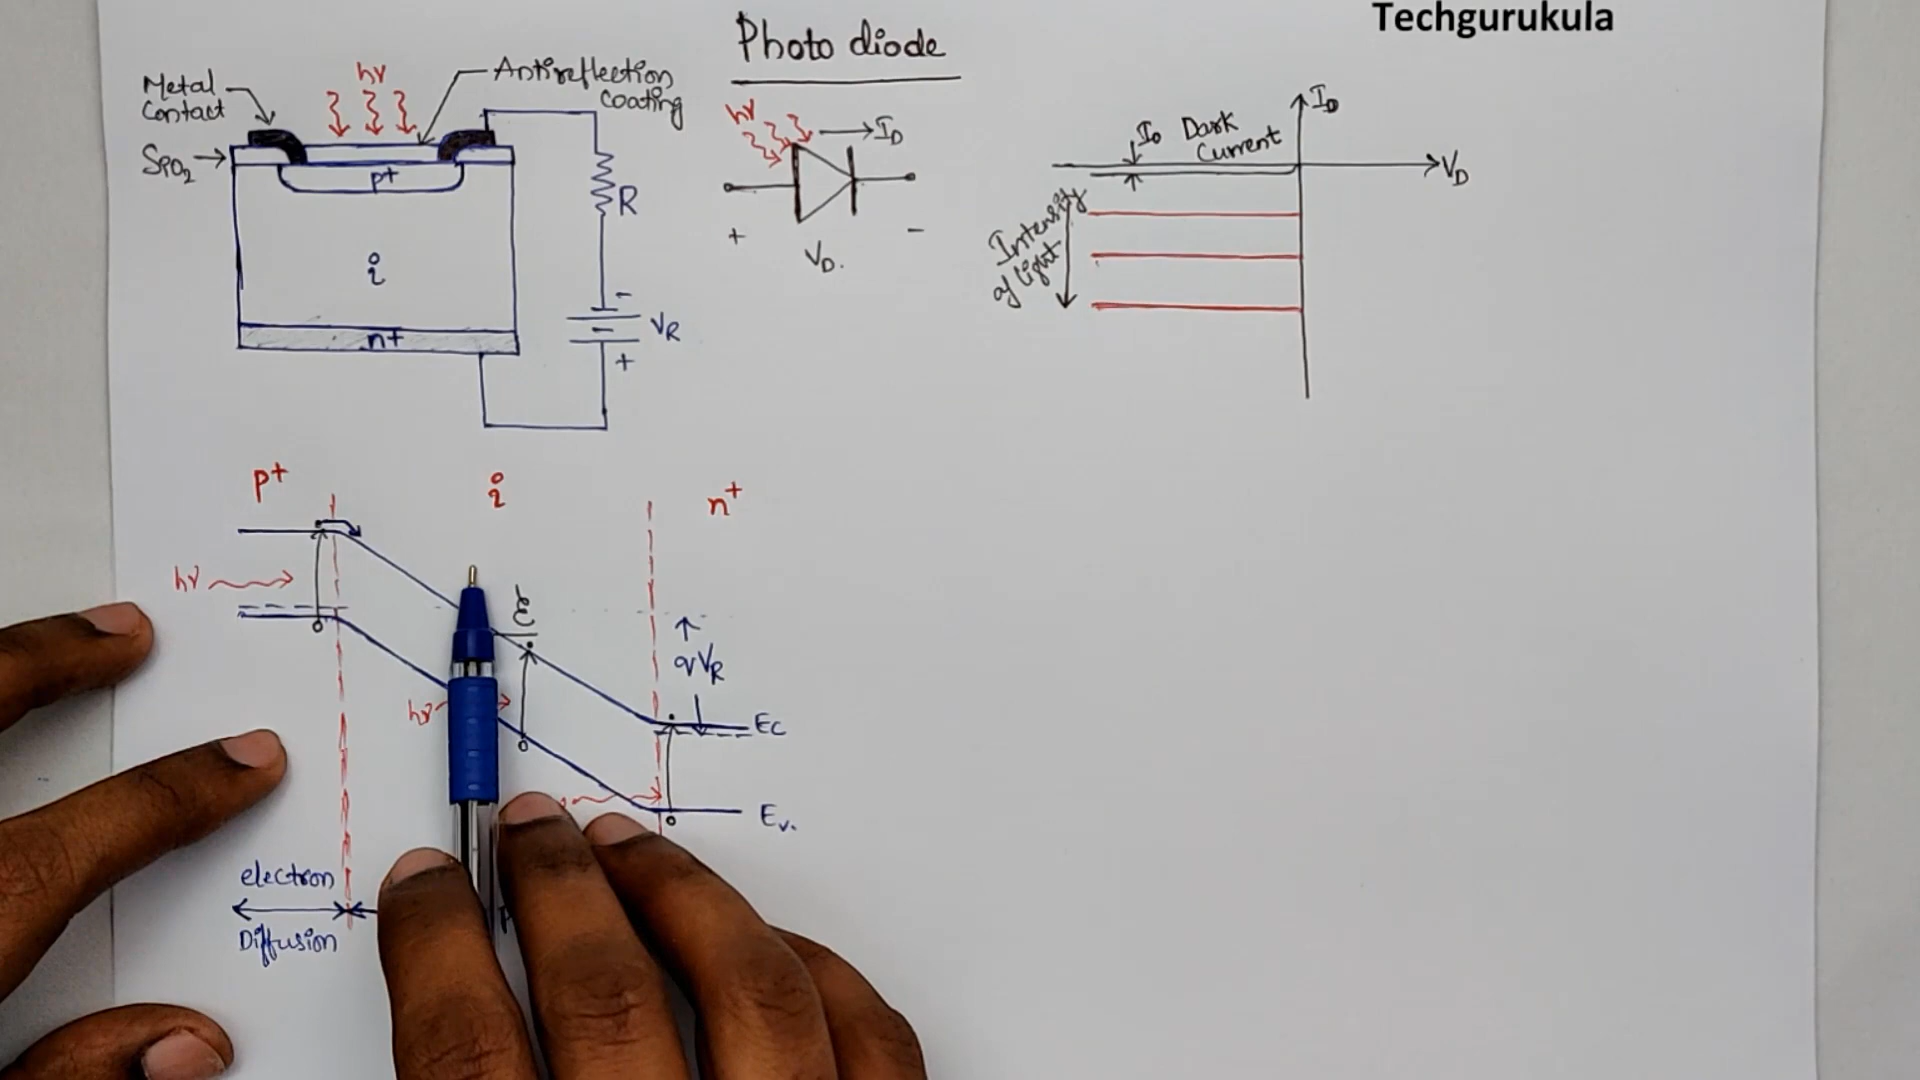 Techgurukula
Photo diode
Metal
Contact
hν
Antireflection
coating
SiO2
p+
i
n+
R
-
+
VR
hν
ID
+
-
VD.
ID
I0 Dark
Current
VD
Intensity
of light
p+
i
n+
hν
ℰ
qVR
hν
EC
Ev.
electron
Diffusion